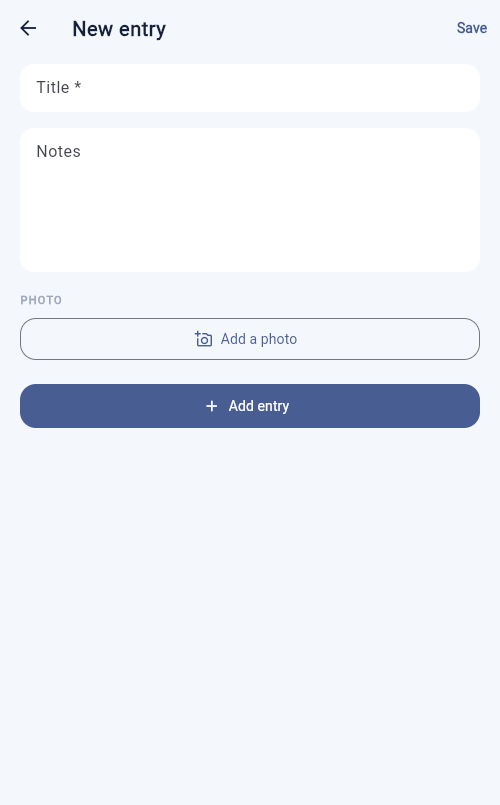 New entry
Save
Title *
Notes
PHOTO
Add a photo
Add entry